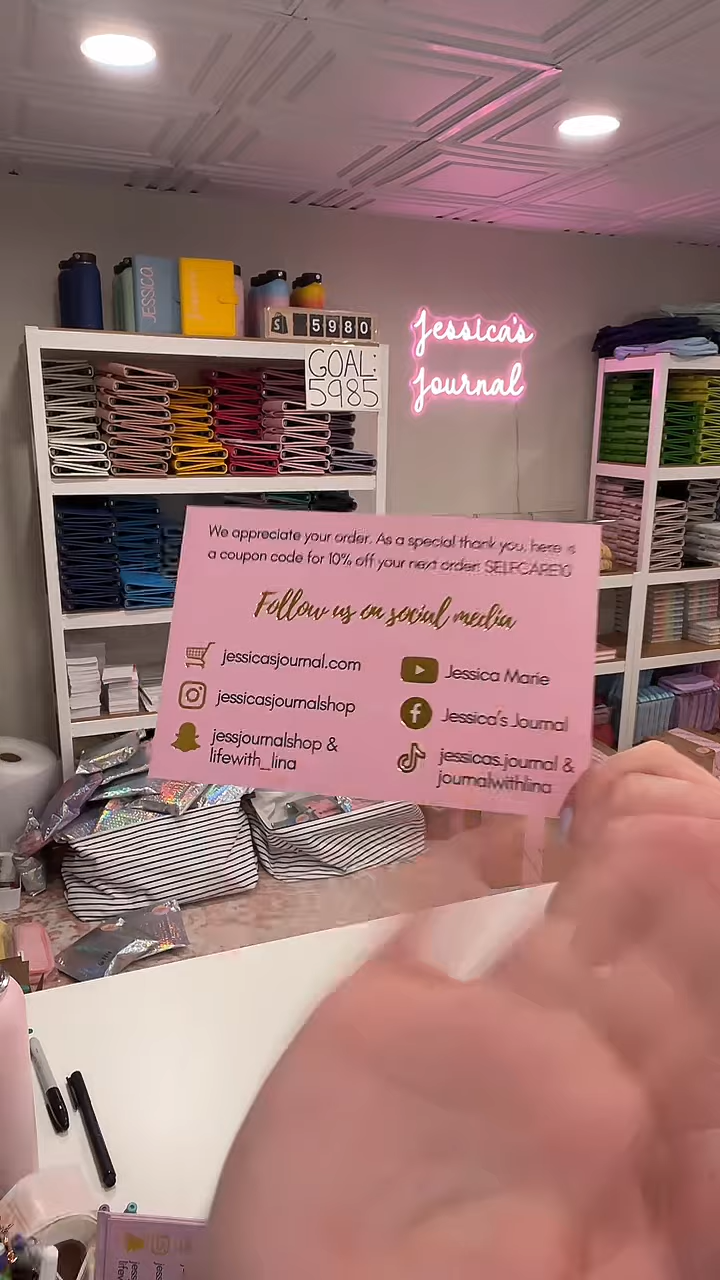 JESSICA
5980
GOAL:
5985
Jessica's
Journal
We appreciate your order. As a special thank you, here is
a coupon code for 10% off your next order: SELFCARE10
Follow us on social media
jessicasjournal.com
jessicasjournalshop
jessjournalshop &
lifewith_lina
Jessica Marie
Jessica's Journal
jessicas.journal &
journalwithlina